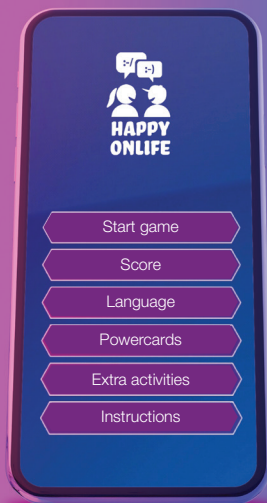 :-/
:-)
HAPPY
ONLIFE
Start game
Score
Language
Powercards
Extra activities
Instructions